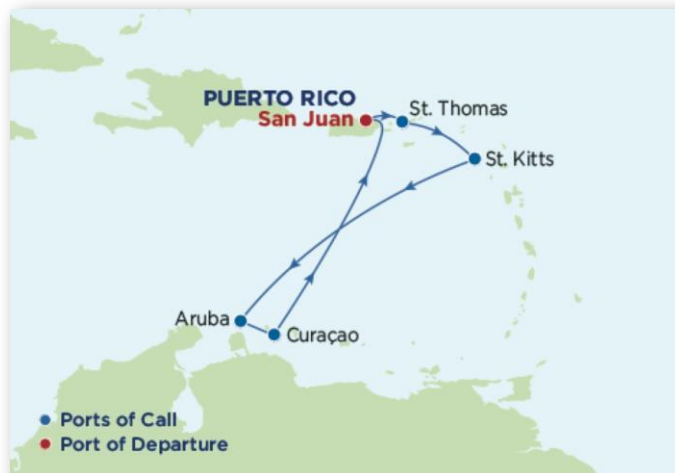 PUERTO RICO
San Juan
St. Thomas
St. Kitts
Aruba
Curaçao
Ports of Call
Port of Departure